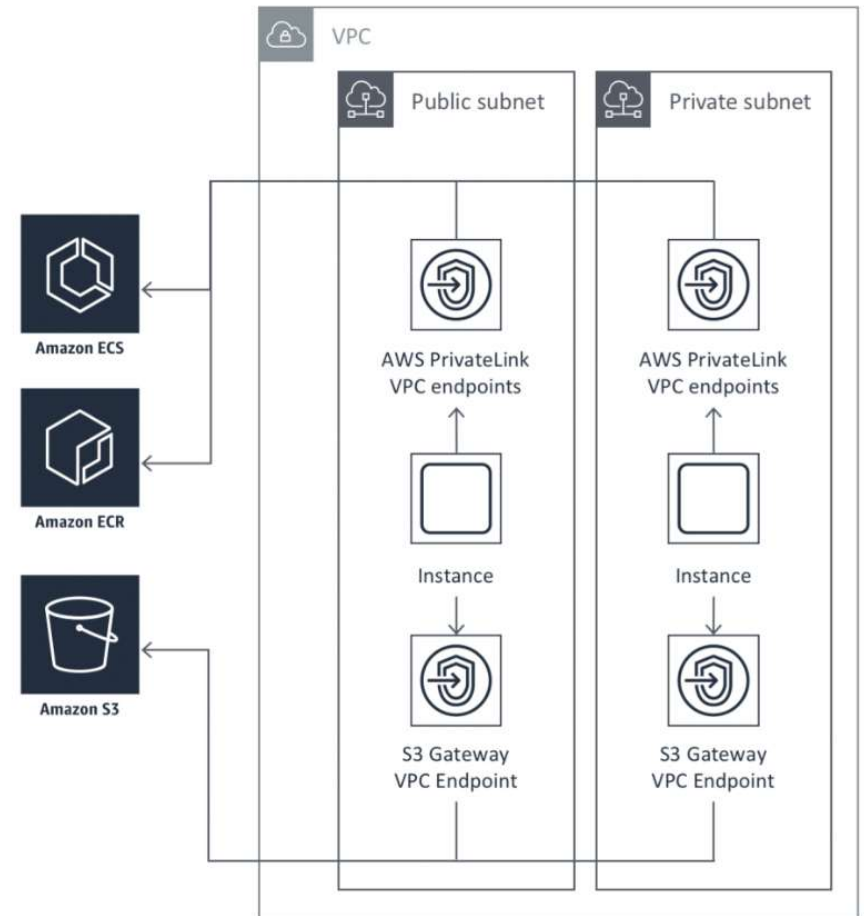 VPC
Public subnet
Private subnet
Amazon ECS
AWS PrivateLink
VPC endpoints
AWS PrivateLink
VPC endpoints
Amazon ECR
Instance
Instance
Amazon S3
S3 Gateway
VPC Endpoint
S3 Gateway
VPC Endpoint